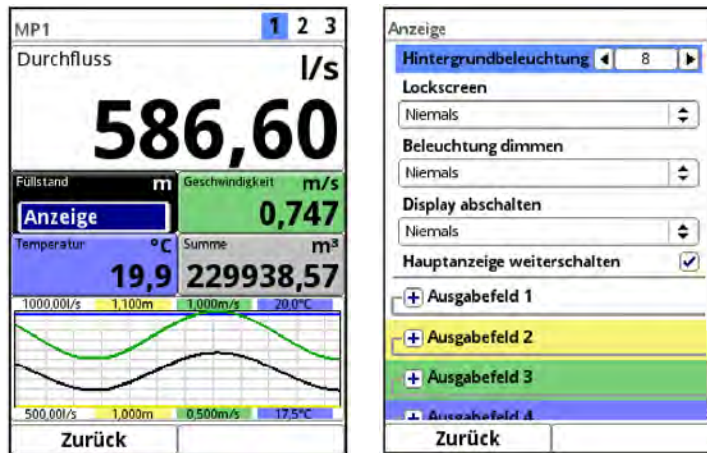 MP1 1 2 3
Durchfluss l/s
586,60
Füllstand m
Anzeige
Geschwindigkeit m/s
0,747
Temperatur °C
19,9
Summe m³
229938,57
1000,00l/s 1,100m 1,000m/s 20,0°C
500,00l/s 1,000m 0,500m/s 17,5°C
Zurück
Anzeige
Hintergrundbeleuchtung 8
Lockscreen
Niemals
Beleuchtung dimmen
Niemals
Display abschalten
Niemals
Hauptanzeige weiterschalten
Ausgabefeld 1
Ausgabefeld 2
Ausgabefeld 3
Ausgabefeld 4
Zurück